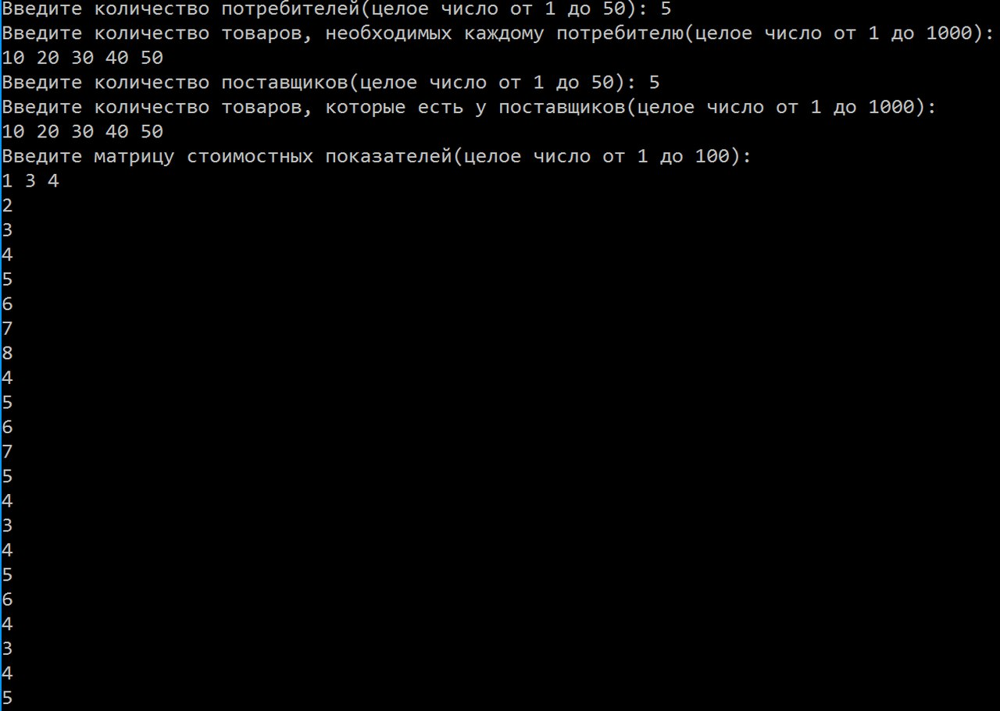 Введите количество потребителей(целое число от 1 до 50): 5
Введите количество товаров, необходимых каждому потребителю(целое число от 1 до 1000):
10 20 30 40 50
Введите количество поставщиков(целое число от 1 до 50): 5
Введите количество товаров, которые есть у поставщиков(целое число от 1 до 1000):
10 20 30 40 50
Введите матрицу стоимостных показателей(целое число от 1 до 100):
1 3 4
2
3
4
5
6
7
8
4
5
6
7
5
4
3
4
5
6
4
3
4
5